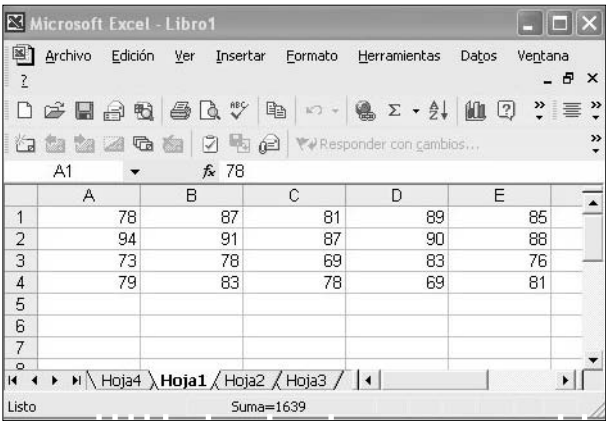 Microsoft Excel - Libro1
Archivo Edición Ver Insertar Formato Herramientas Datos Ventana
?
ABC
Responder con cambios...
A1 fx 78
A B C D E
1 78 87 81 89 85
2 94 91 87 90 88
3 73 78 69 83 76
4 79 83 78 69 81
5
6
7
Hoja4 Hoja1 Hoja2 Hoja3
Listo Suma=1639